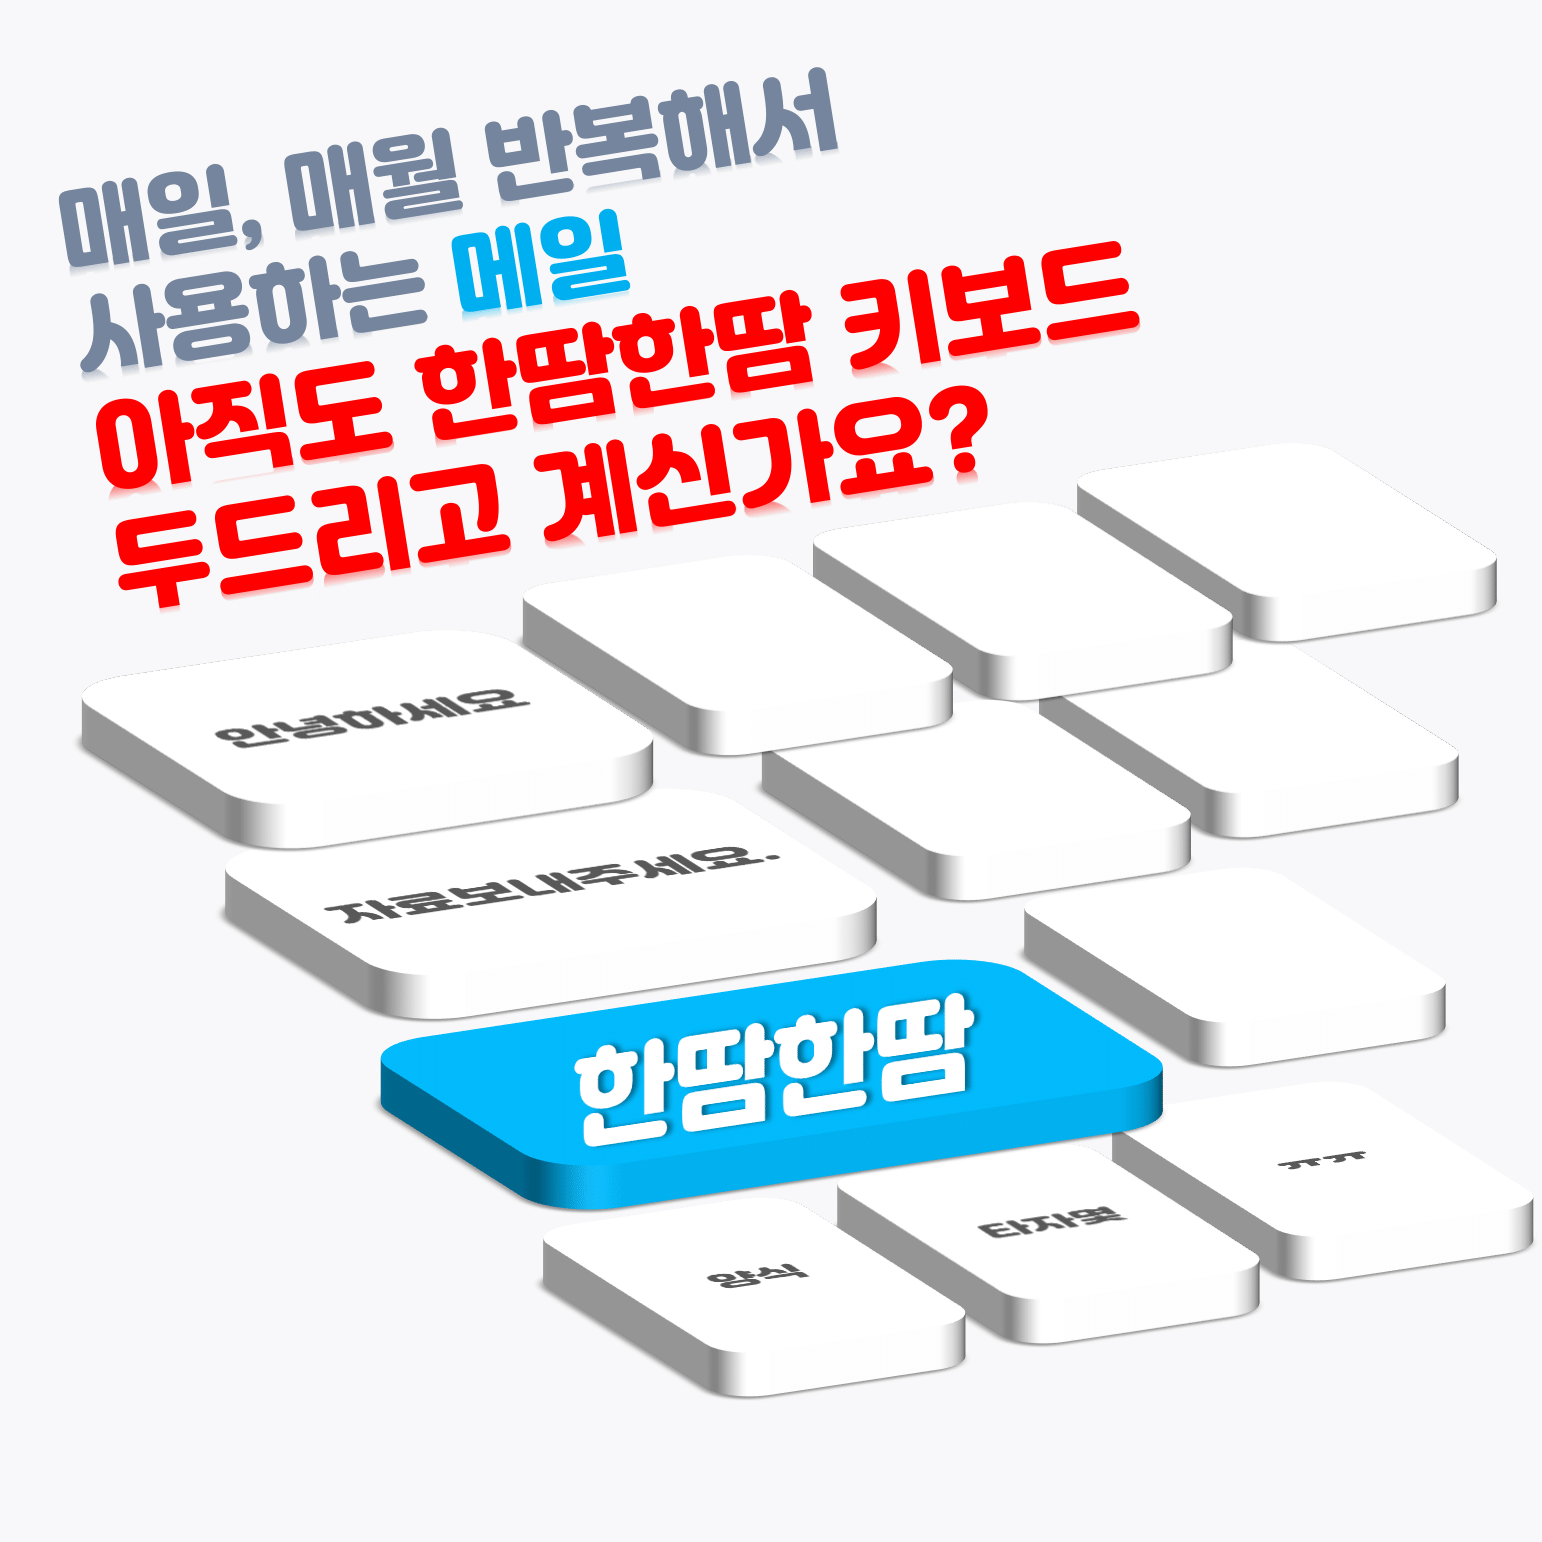 매일, 매월 반복해서
사용하는 메일
아직도 한땀한땀 키보드
두드리고 계신가요?
안녕하세요
자료보내주세요.
한땀한땀
ㅠㅠ
타자몇
양식